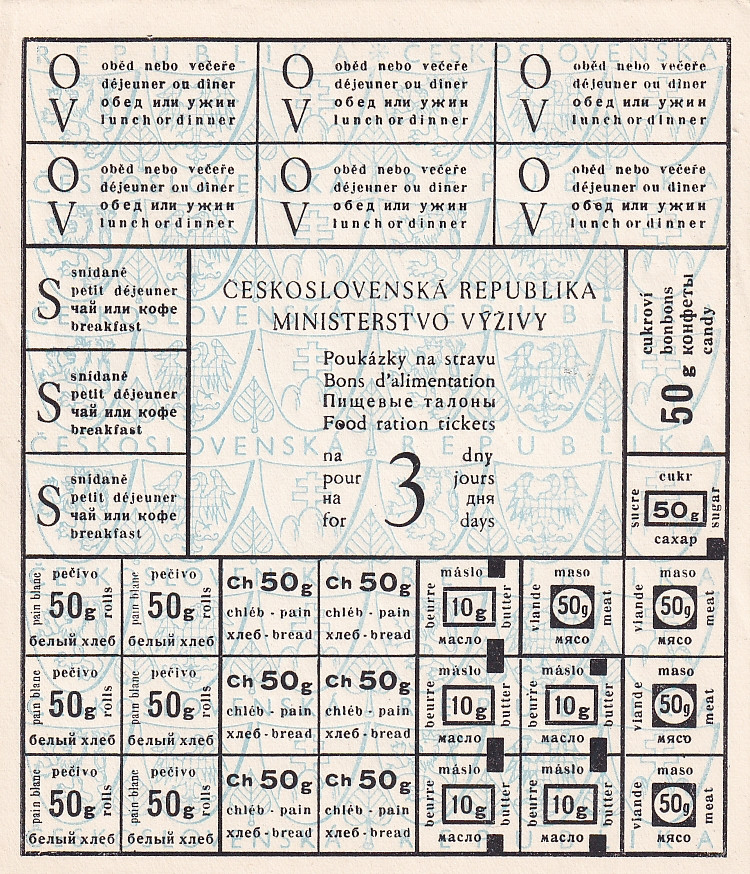 O V
oběd nebo večeře
déjeuner ou dîner
обед или ужин
lunch or dinner
O V
oběd nebo večeře
déjeuner ou dîner
обед или ужин
lunch or dinner
O V
oběd nebo večeře
déjeuner ou dîner
обед или ужин
lunch or dinner
O V
oběd nebo večeře
déjeuner ou dîner
обед или ужин
lunch or dinner
O V
oběd nebo večeře
déjeuner ou dîner
обед или ужин
lunch or dinner
O V
oběd nebo večeře
déjeuner ou dîner
обед или ужин
lunch or dinner
S
snídaně
petit déjeuner
чай или кофе
breakfast
S
snídaně
petit déjeuner
чай или кофе
breakfast
S
snídaně
petit déjeuner
чай или кофе
breakfast
ČESKOSLOVENSKÁ REPUBLIKA
MINISTERSTVO VÝŽIVY
Poukázky na stravu
Bons d'alimentation
Пищевые талоны
Food ration tickets
na 3 dny
pour jours
на дня
for days
cukroví
bonbons
50 g конфеты
candy
cukr
sucre 50g sugar
сахар
pečivo
pain blanc 50g rolls
белый хлеб
pečivo
pain blanc 50g rolls
белый хлеб
Ch 50g
chléb - pain
хлеб - bread
Ch 50g
chléb - pain
хлеб - bread
máslo
beurre 10g butter
масло
maso
viande 50g meat
мясо
maso
viande 50g meat
мясо
pečivo
pain blanc 50g rolls
белый хлеб
pečivo
pain blanc 50g rolls
белый хлеб
Ch 50g
chléb - pain
хлеб - bread
Ch 50g
chléb - pain
хлеб - bread
máslo
beurre 10g butter
масло
máslo
beurre 10g butter
масло
maso
viande 50g meat
мясо
pečivo
pain blanc 50g rolls
белый хлеб
pečivo
pain blanc 50g rolls
белый хлеб
Ch 50g
chléb - pain
хлеб - bread
Ch 50g
chléb - pain
хлеб - bread
máslo
beurre 10g butter
масло
máslo
beurre 10g butter
масло
maso
viande 50g meat
мясо